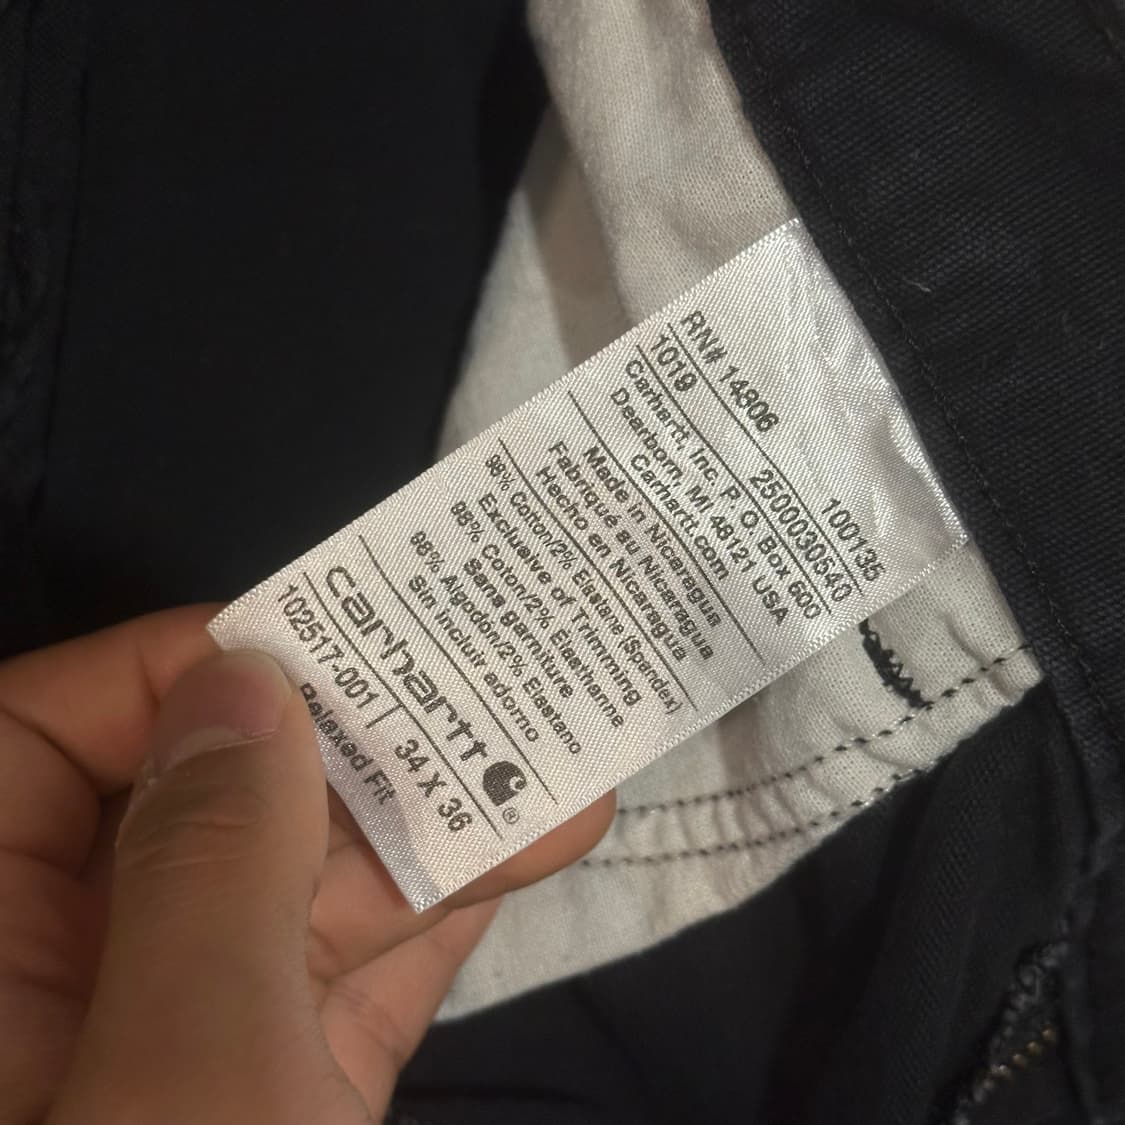 RN# 14806 100135
1019 2500030540
Carhartt, Inc. P. O. Box 600
Dearborn, MI 48121 USA
Carhartt.com
Made in Nicaragua
Fabriqué au Nicaragua
Hecho en Nicaragua
98% Cotton/2% Elastane (Spandex)
Exclusive of Trimming
98% Coton/2% Élasthanne
Sans garniture
98% Algodon/2% Elastano
Sin incluir adorno
carhartt ®
102517-001 | 34 X 36
Relaxed Fit